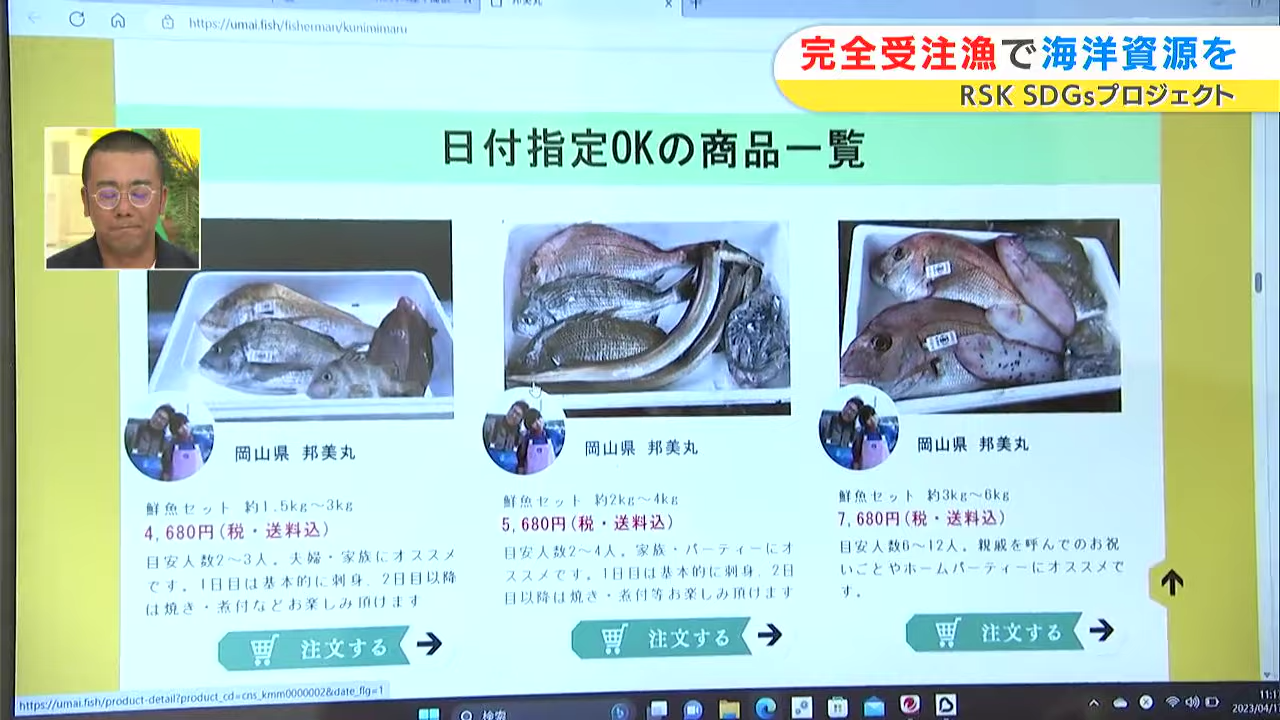 邦美丸
https://umai.fish/fisherman/kunimimaru
完全受注漁で海洋資源を
RSK SDGsプロジェクト
日付指定OKの商品一覧
岡山県 邦美丸
鮮魚セット 約1.5kg～3kg
4,680円(税・送料込)
目安人数2～3人。夫婦・家族にオススメ
です。1日目は基本的に刺身、2日目以降
は焼き・煮付などお楽しみ頂けます
注文する
岡山県 邦美丸
鮮魚セット 約2kg～4kg
5,680円(税・送料込)
目安人数2～4人。家族・パーティーにオ
ススメです。1日目は基本的に刺身、2日
目以降は焼き・煮付等お楽しみ頂けます
注文する
岡山県 邦美丸
鮮魚セット 約3kg～6kg
7,680円(税・送料込)
目安人数6～12人。親戚を呼んでのお祝
いごとやホームパーティーにオススメで
す。
注文する
https://umai.fish/product-detail?product_cd=cns_kmm0000002&date_flg=1
検索